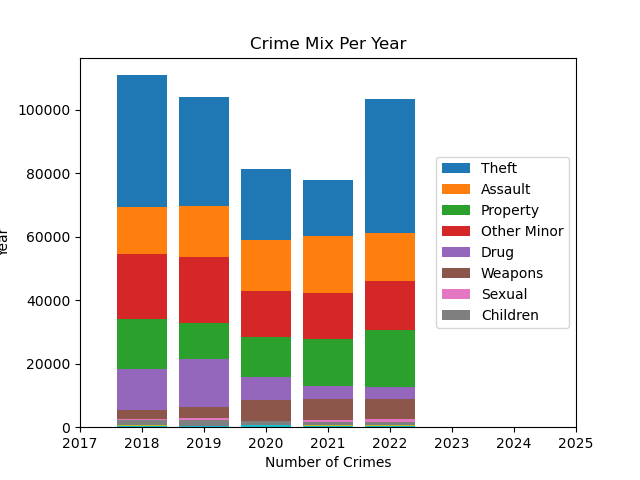 Crime Mix Per Year
100000
80000
60000
40000
20000
0
Year
2017 2018 2019 2020 2021 2022 2023 2024 2025
Number of Crimes
Theft
Assault
Property
Other Minor
Drug
Weapons
Sexual
Children